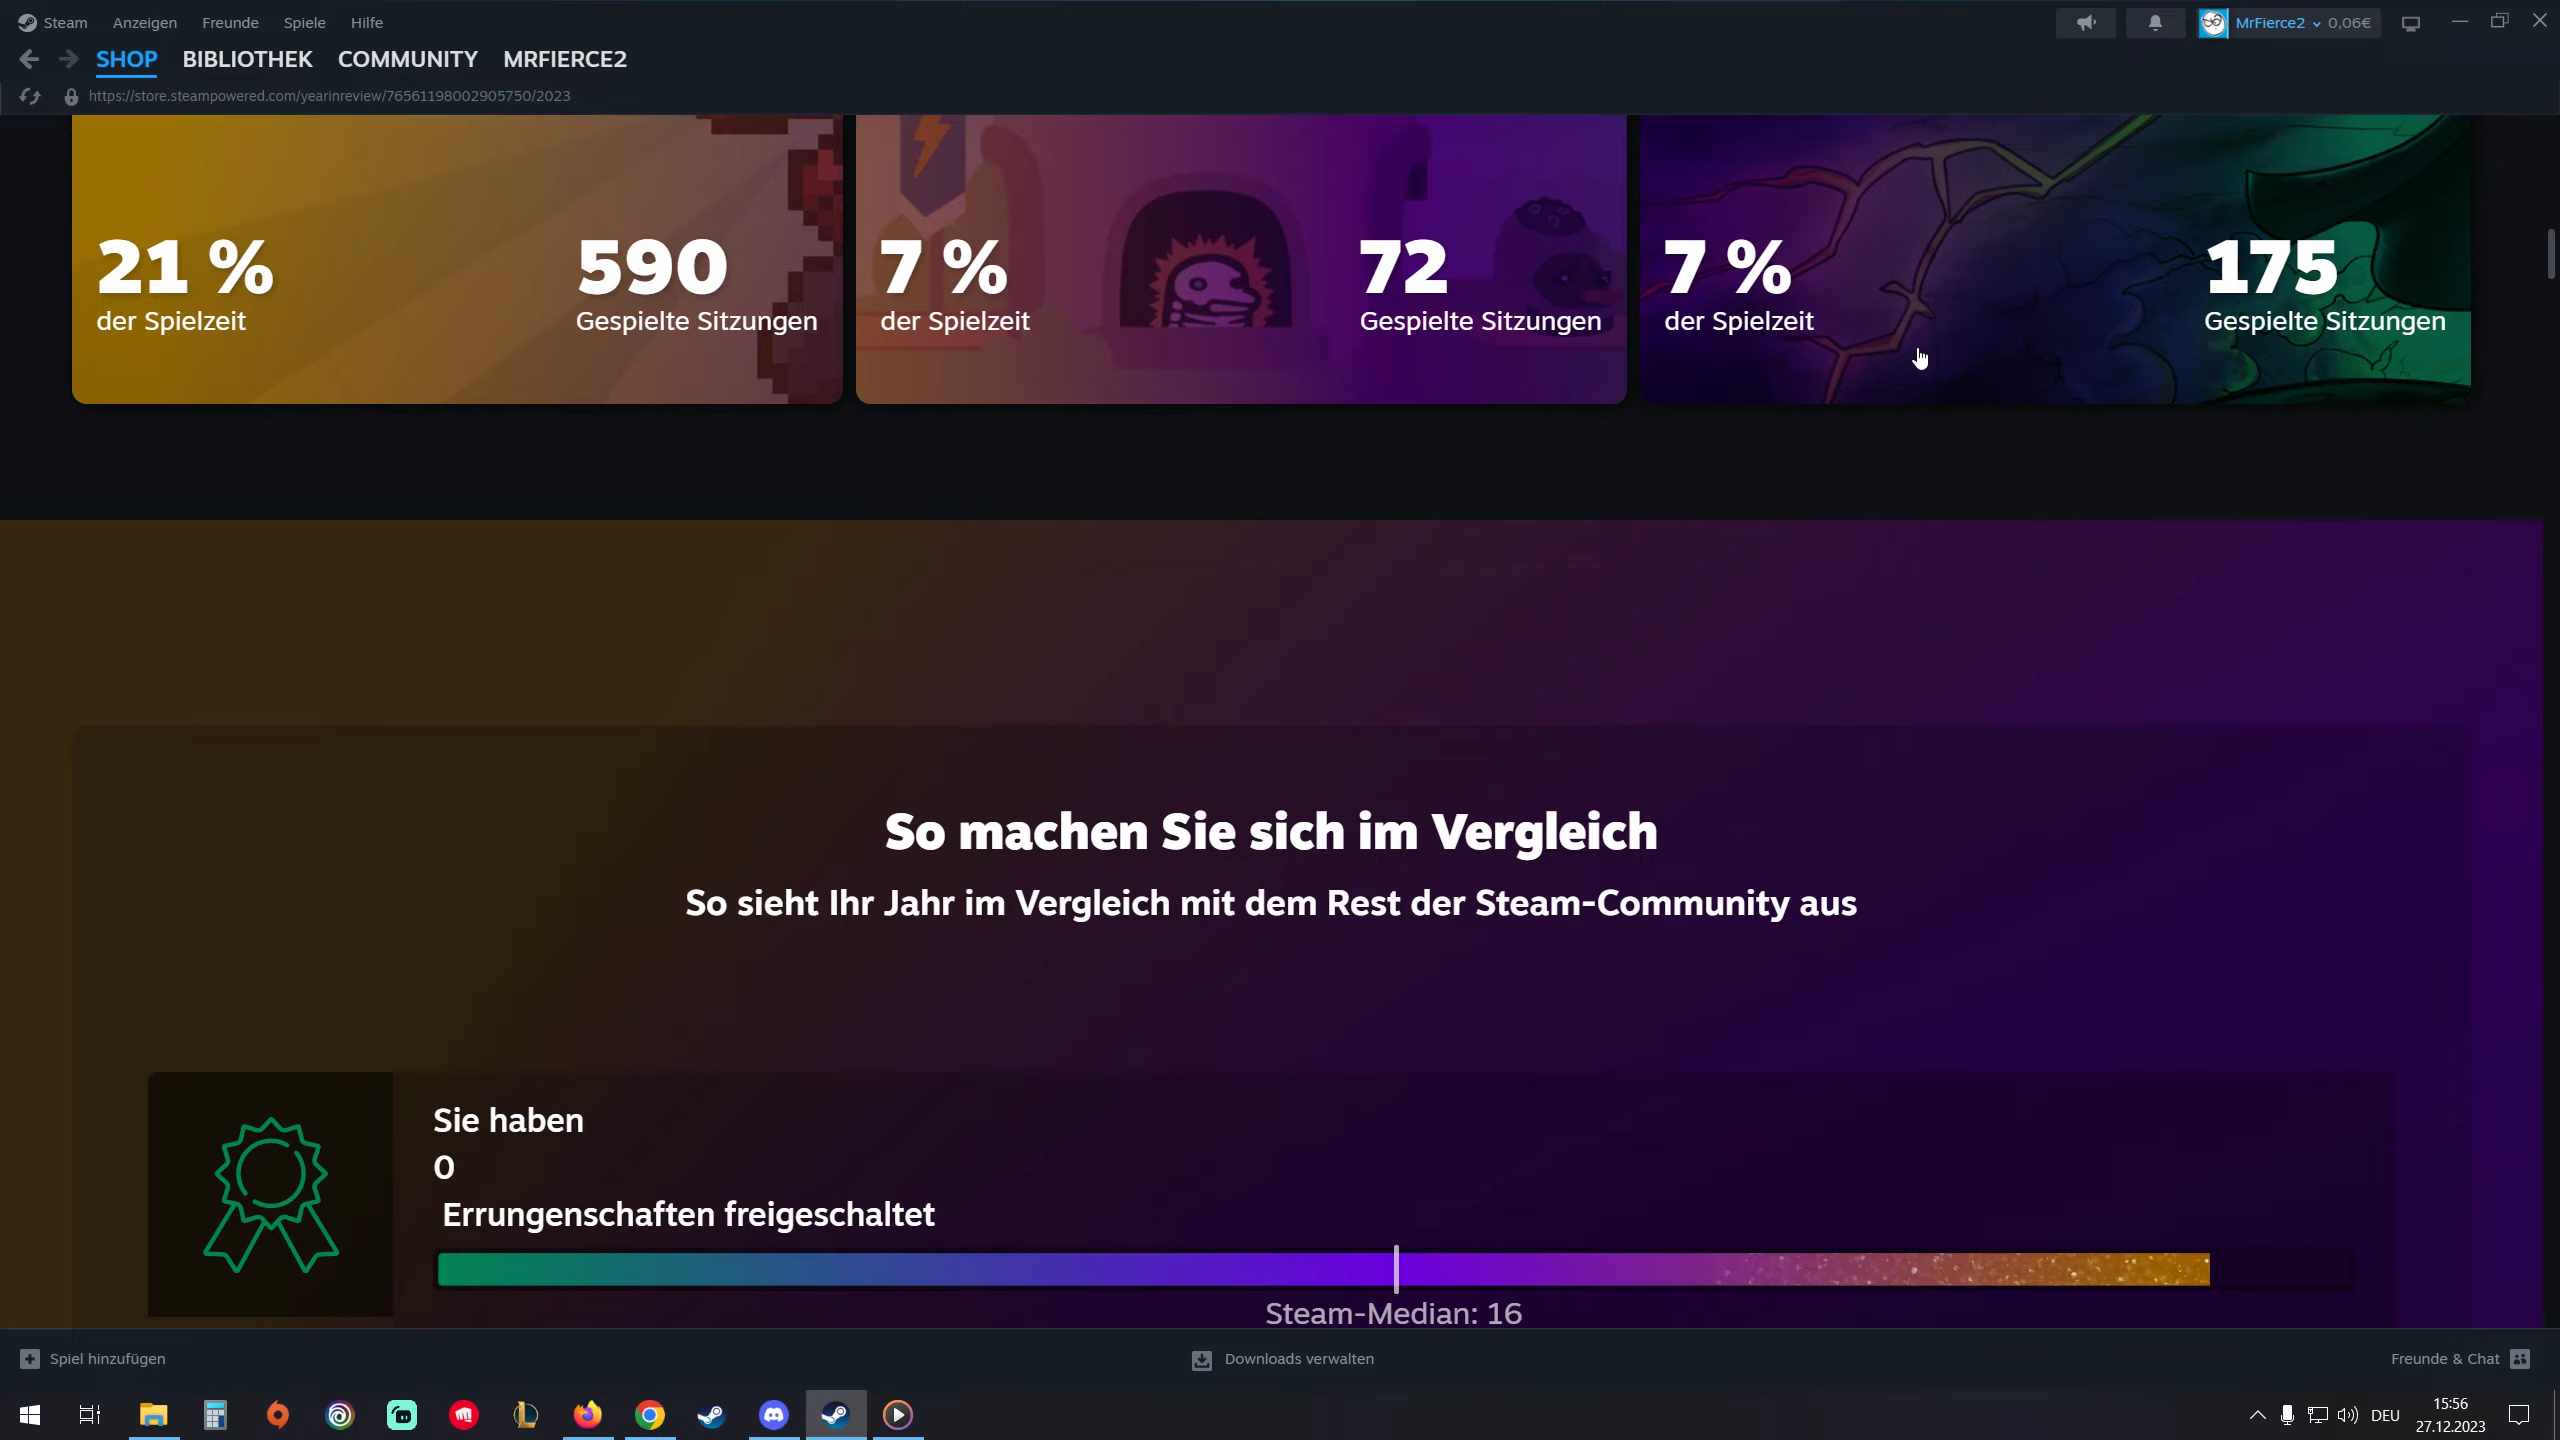 Steam Anzeigen Freunde Spiele Hilfe
MrFierce2 0,06€
SHOP BIBLIOTHEK COMMUNITY MRFIERCE2
https://store.steampowered.com/yearinreview/76561198002905750/2023
21 % 590 7 % 72 7 % 175
der Spielzeit Gespielte Sitzungen der Spielzeit Gespielte Sitzungen der Spielzeit Gespielte Sitzungen
So machen Sie sich im Vergleich
So sieht Ihr Jahr im Vergleich mit dem Rest der Steam-Community aus
Sie haben
0
Errungenschaften freigeschaltet
Steam-Median: 16
Spiel hinzufügen Downloads verwalten Freunde & Chat
DEU 15:56
27.12.2023